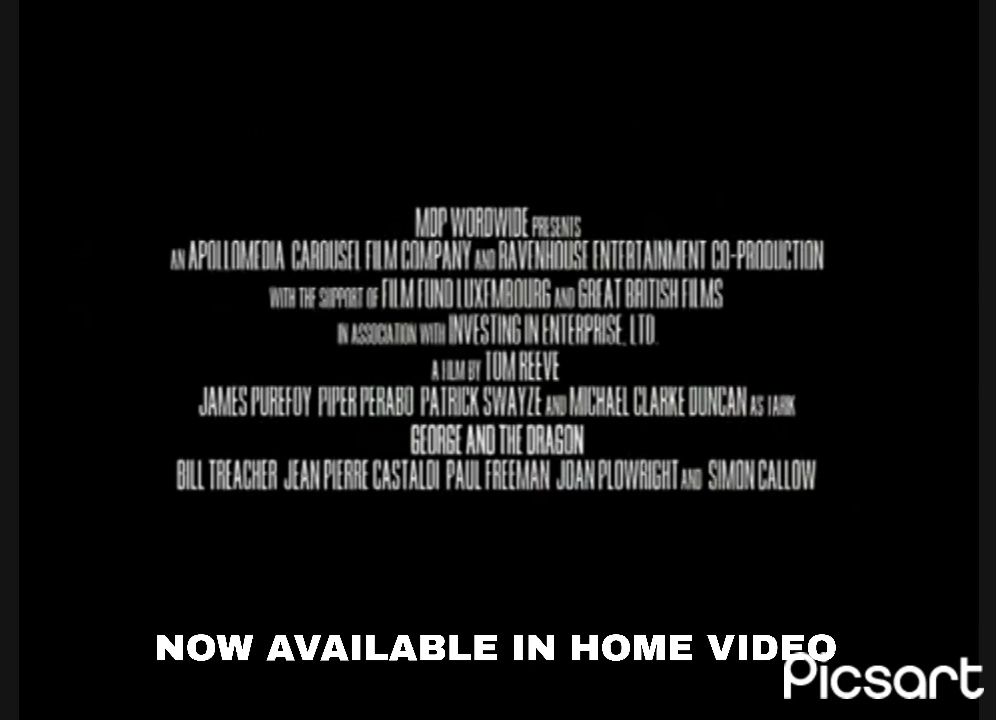 MDP WORDWIDE PRESENTS
AN APOLLOMEDIA CAROUSEL FILM COMPANY AND RAVENHOUSE ENTERTAINMENT CO-PRODUCTION
WITH THE SUPPORT OF FILM FUND LUXEMBOURG AND GREAT BRITISH FILMS
IN ASSOCIATION WITH INVESTING IN ENTERPRISE, LTD.
A FILM BY TOM REEVE
JAMES PUREFOY PIPER PERABO PATRICK SWAYZE AND MICHAEL CLARKE DUNCAN AS TARIK
GEORGE AND THE DRAGON
BILL TREACHER JEAN PIERRE CASTALDI PAUL FREEMAN JOAN PLOWRIGHT AND SIMON CALLOW
NOW AVAILABLE IN HOME VIDEO
Picsart